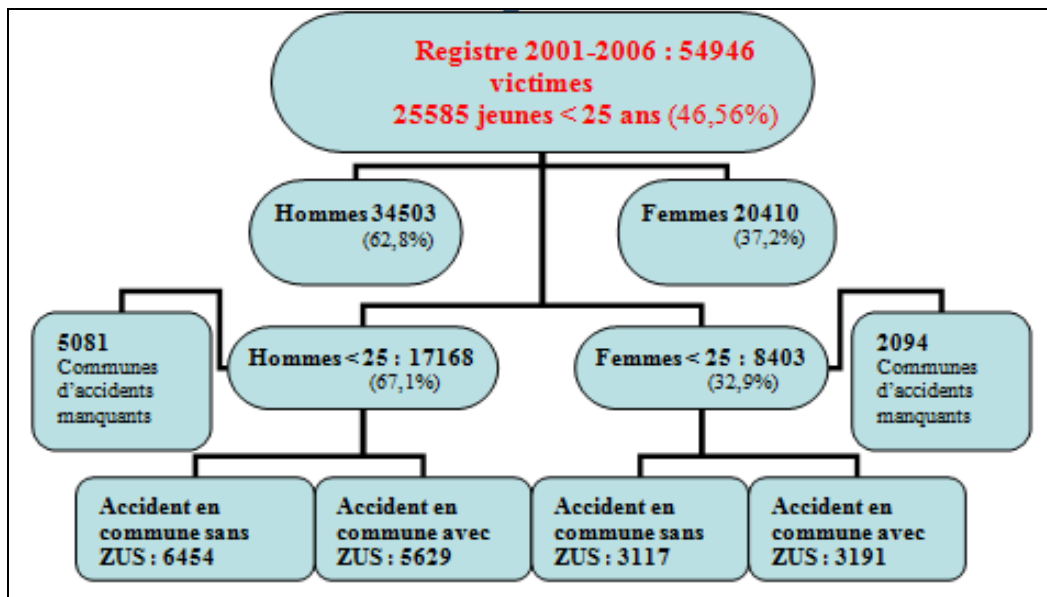 Registre 2001-2006 : 54946
victimes
25585 jeunes < 25 ans (46,56%)
Hommes 34503
(62,8%)
Femmes 20410
(37,2%)
5081
Communes
d'accidents
manquants
Hommes < 25 : 17168
(67,1%)
Femmes < 25 : 8403
(32,9%)
2094
Communes
d'accidents
manquants
Accident en
commune sans
ZUS : 6454
Accident en
commune avec
ZUS : 5629
Accident en
commune sans
ZUS : 3117
Accident en
commune avec
ZUS : 3191